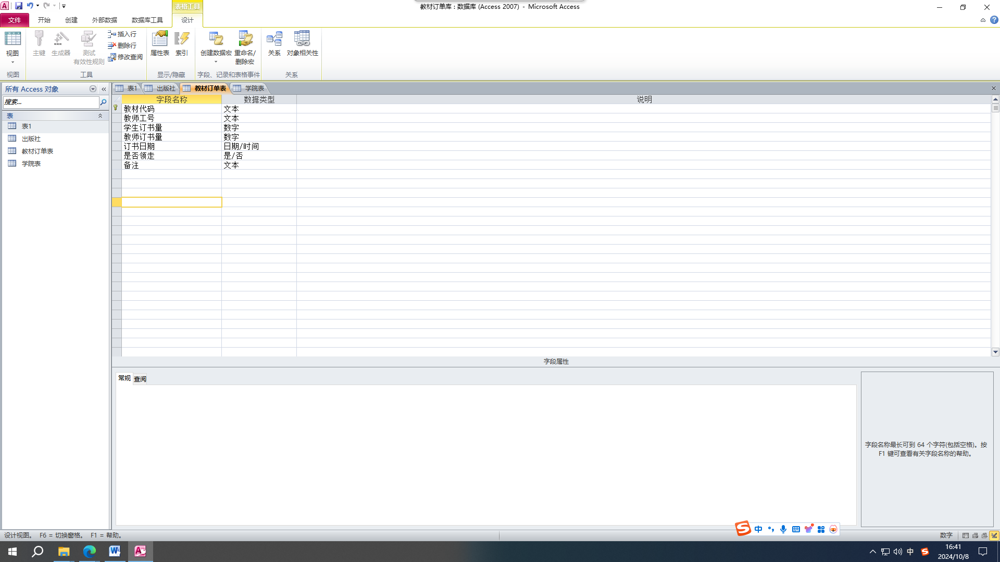 教材订单库 : 数据库 (Access 2007) - Microsoft Access
表格工具
文件
开始
创建
外部数据
数据库工具
设计
视图
主键
生成器
测试
有效性规则
插入行
删除行
修改查阅
属性表
索引
创建数据宏
重命名/
删除宏
关系
对象相关性
视图
工具
显示/隐藏
字段、记录和表格事件
关系
所有 Access 对象
搜索...
表
表1
出版社
教材订单表
学院表
表1
出版社
教材订单表
学院表
字段名称 数据类型 说明
教材代码 文本
教师工号 文本
学生订书量 数字
教师订书量 数字
订书日期 日期/时间
是否领走 是/否
备注 文本
字段属性
常规 查阅
字段名称最长可到 64 个字符(包括空格)。按
F1 键可查看有关字段名称的帮助。
中
设计视图。 F6 = 切换窗格。 F1 = 帮助。
数字
中
16:41
2024/10/8